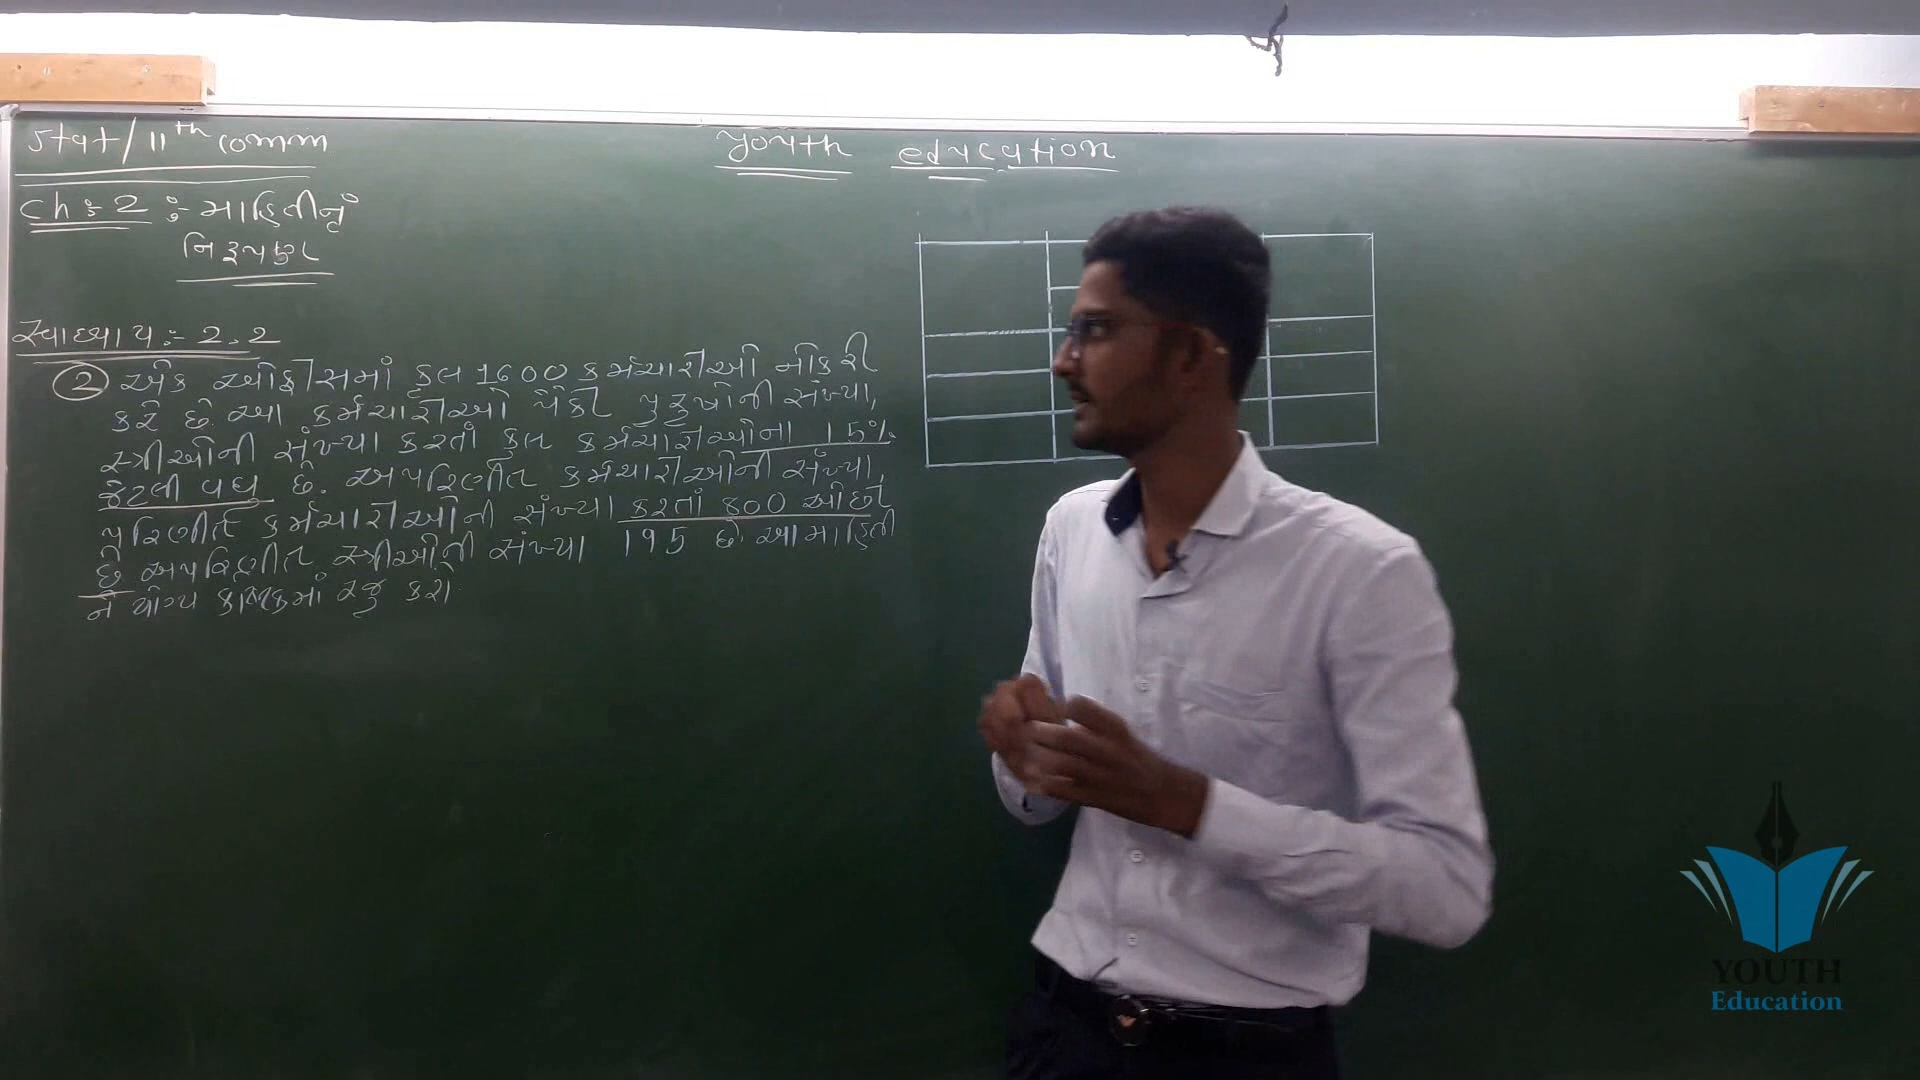 Stat/11th comm
Youth education
Ch : 2 :- માહિતીનું
નિરૂપણ
સ્વાધ્યાય :- 2.2
2 એક ઓફીસમાં કુલ 1600 કર્મચારીઓ નોકરી
કરે છે. આ કર્મચારીઓ પૈકી પુરુષોની સંખ્યા,
સ્ત્રીઓની સંખ્યા કરતાં કુલ કર્મચારીઓના 15%
જેટલી વધુ છે. અપરિણીત કર્મચારીઓની સંખ્યા,
પરિણીત કર્મચારીઓની સંખ્યા કરતાં 800 ઓછી
છે અપરિણીત સ્ત્રીઓની સંખ્યા 195 છે. આ માહિતી
ને યોગ્ય કોષ્ટકમાં રજુ કરો
YOUTH
Education